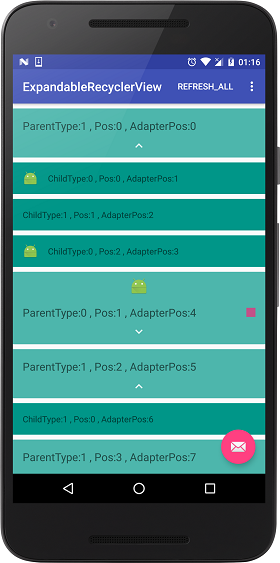 01:16
ExpandableRecyclerView REFRESH_ALL
ParentType:1 , Pos:0 , AdapterPos:0
ChildType:0 , Pos:0 , AdapterPos:1
ChildType:1 , Pos:1 , AdapterPos:2
ChildType:0 , Pos:2 , AdapterPos:3
ParentType:0 , Pos:1 , AdapterPos:4
ParentType:1 , Pos:2 , AdapterPos:5
ChildType:1 , Pos:0 , AdapterPos:6
ParentType:1 , Pos:3 , AdapterPos:7